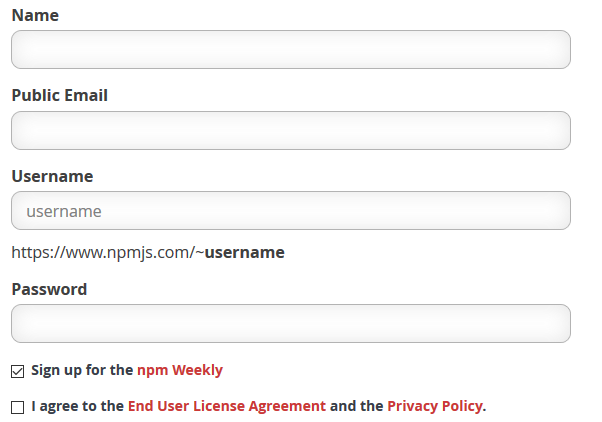 Name
Public Email
Username
username
https://www.npmjs.com/~username
Password
Sign up for the npm Weekly
I agree to the End User License Agreement and the Privacy Policy.